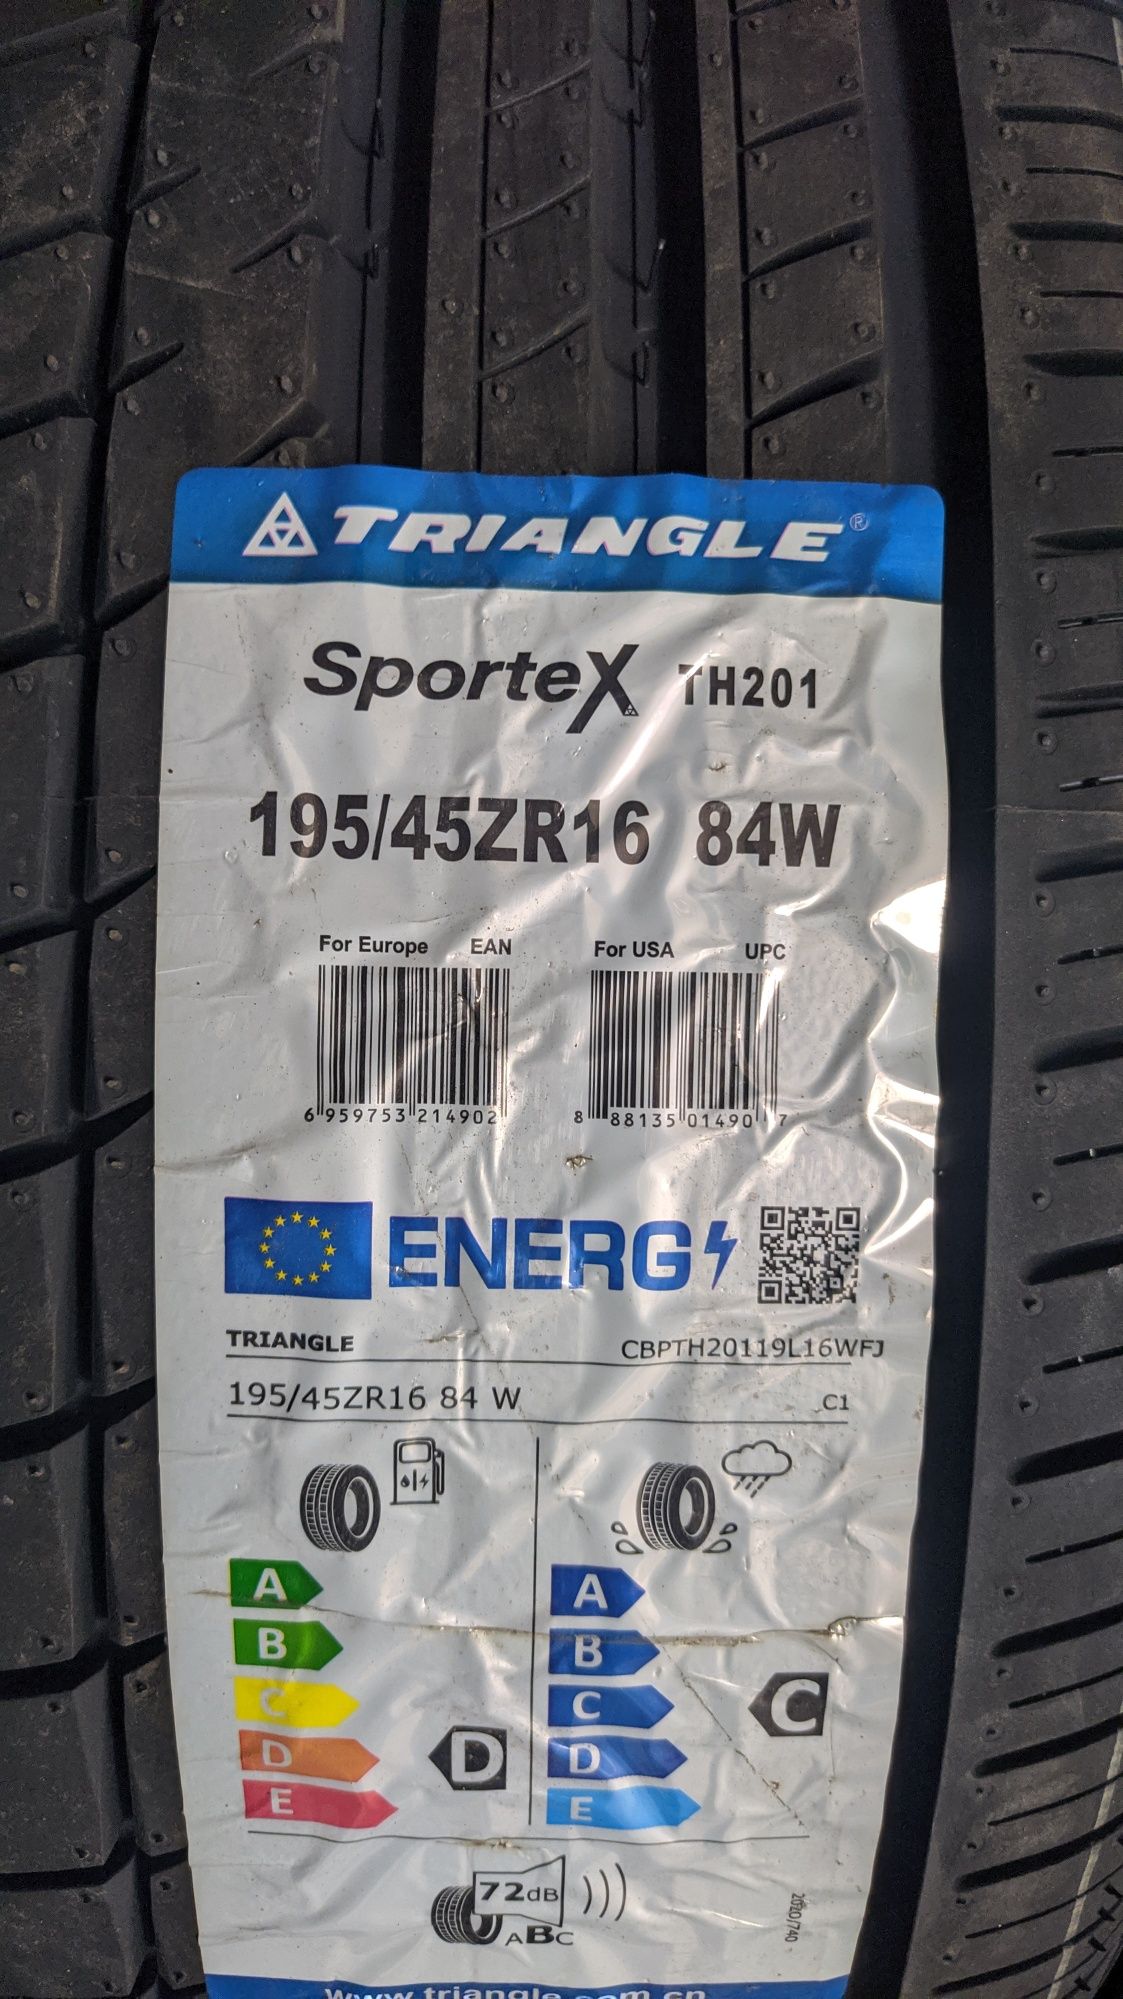 TRIANGLE®
SporteX TH201
195/45ZR16 84W
For Europe EAN For USA UPC
6 959753 214902 8 88135 01490 7
ENERG
TRIANGLE CBPTH20119L16WFJ
195/45ZR16 84 W C1
A A
B B
C C C
D D D
E E
72dB
ABC
2020/740
www.triangle.com.cn